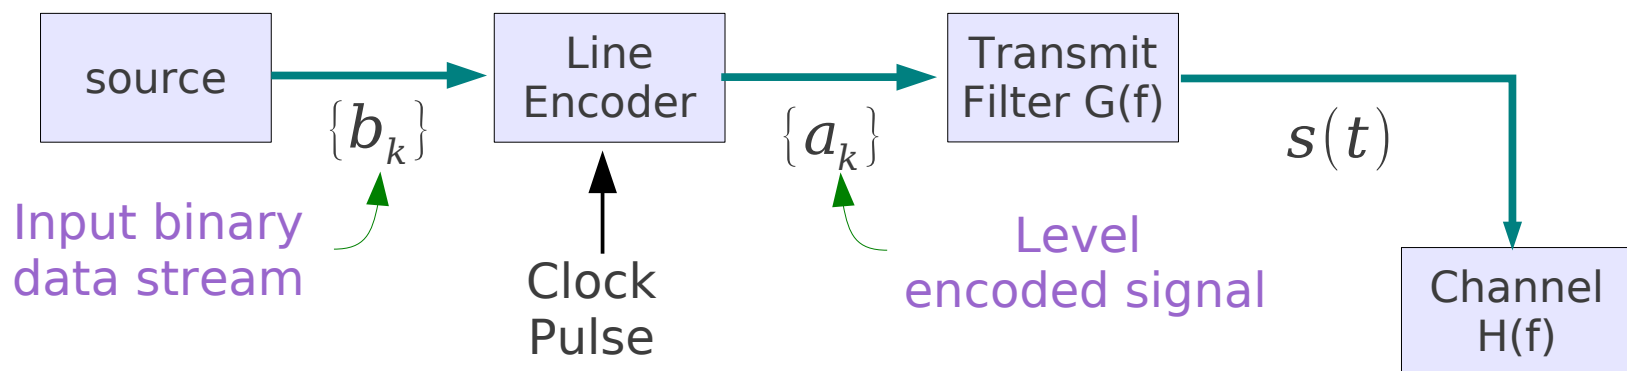 source
Line
Encoder
Transmit
Filter G(f)
{b_k}
{a_k}
s(t)
Input binary
data stream
Clock
Pulse
Level
encoded signal
Channel
H(f)